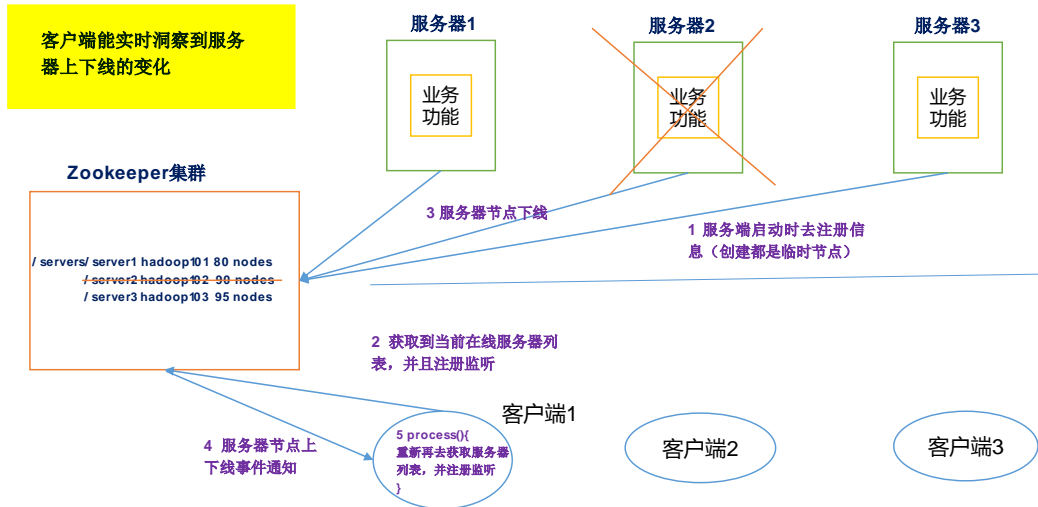 客户端能实时洞察到服务
器上下线的变化
服务器1
服务器2
服务器3
业务
功能
业务
功能
业务
功能
Zookeeper集群
/ servers/ server1 hadoop101 80 nodes
/ server2 hadoop102 90 nodes
/ server3 hadoop103 95 nodes
3 服务器节点下线
1 服务端启动时去注册信
息（创建都是临时节点）
2 获取到当前在线服务器列
表，并且注册监听
4 服务器节点上
下线事件通知
客户端1
5 process(){
重新再去获取服务器
列表，并注册监听
}
客户端2
客户端3